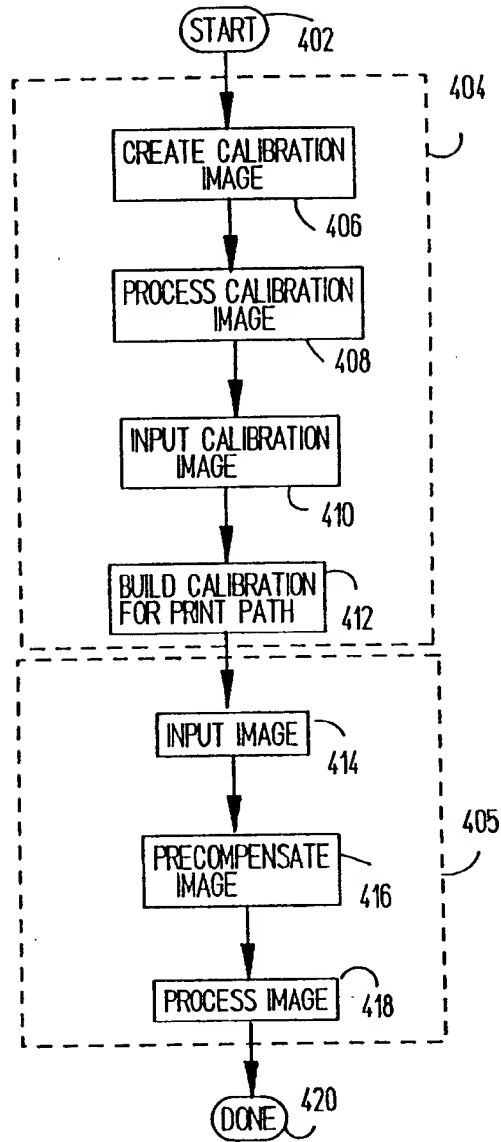 START
402
404
CREATE CALIBRATION
IMAGE
406
PROCESS CALIBRATION
IMAGE
408
INPUT CALIBRATION
IMAGE
410
BUILD CALIBRATION
FOR PRINT PATH
412
INPUT IMAGE
414
405
PRECOMPENSATE
IMAGE
416
PROCESS IMAGE
418
DONE
420